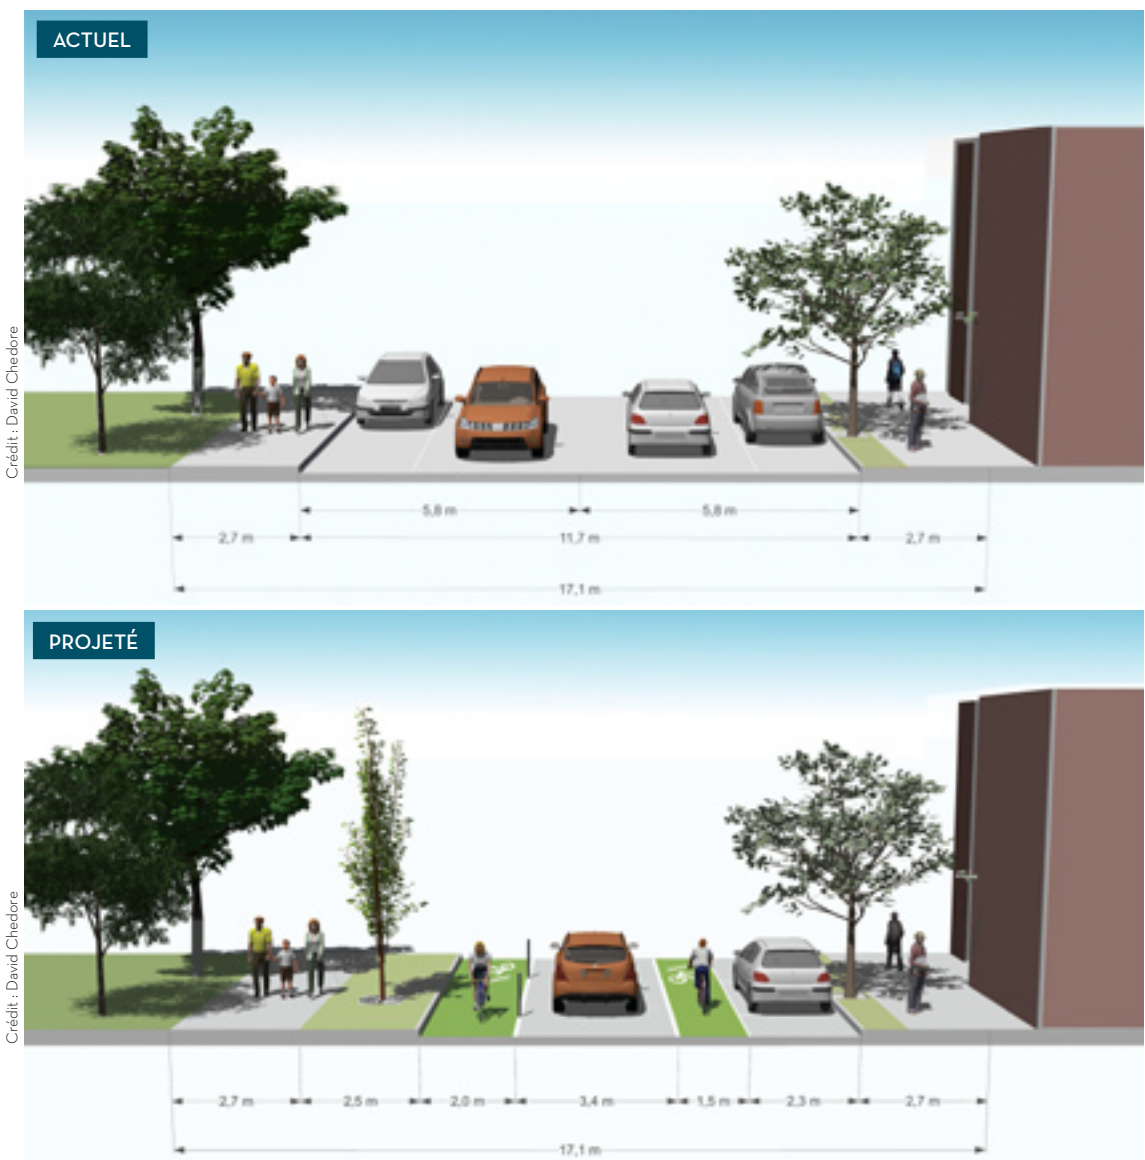 ACTUEL
Crédit : David Chedore
5,8 m 5,8 m
2,7 m 11,7 m 2,7 m
17,1 m
PROJETÉ
Crédit : David Chedore
2,7 m 2,5 m 2,0 m 3,4 m 1,5 m 2,3 m 2,7 m
17,1 m